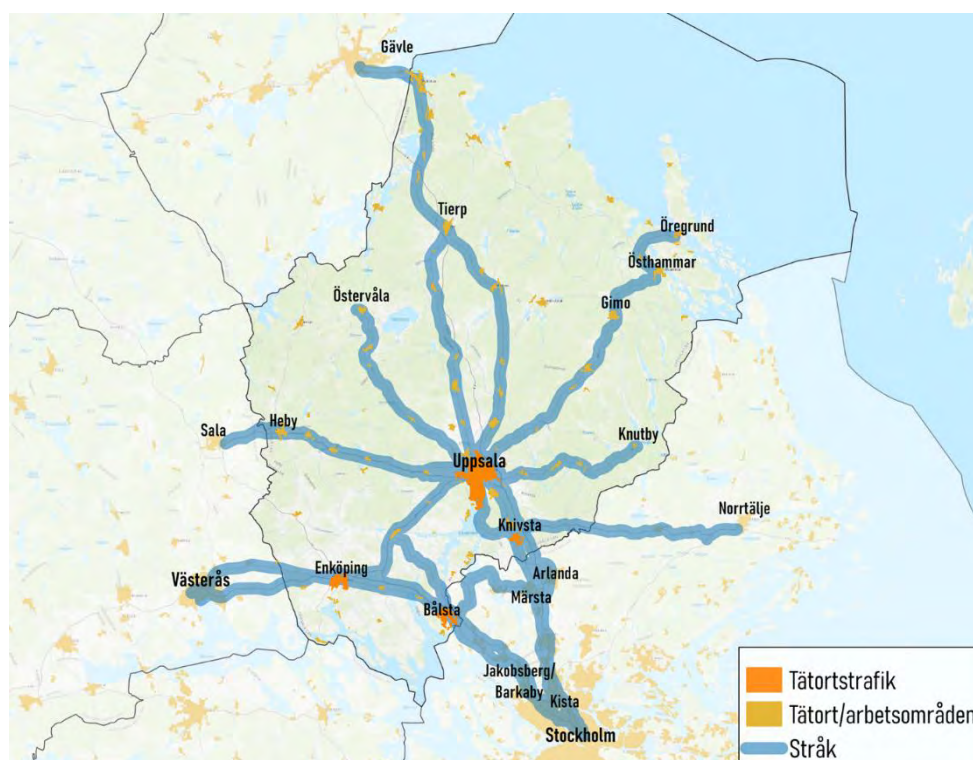 Gävle
Tierp
Öregrund
Östhammar
Gimo
Östervåla
Sala
Heby
Uppsala
Knutby
Norrtälje
Knivsta
Enköping
Västerås
Arlanda
Märsta
Bålsta
Jakobsberg/
Barkaby
Kista
Stockholm
Tätortstrafik
Tätort/arbetsområden
Stråk